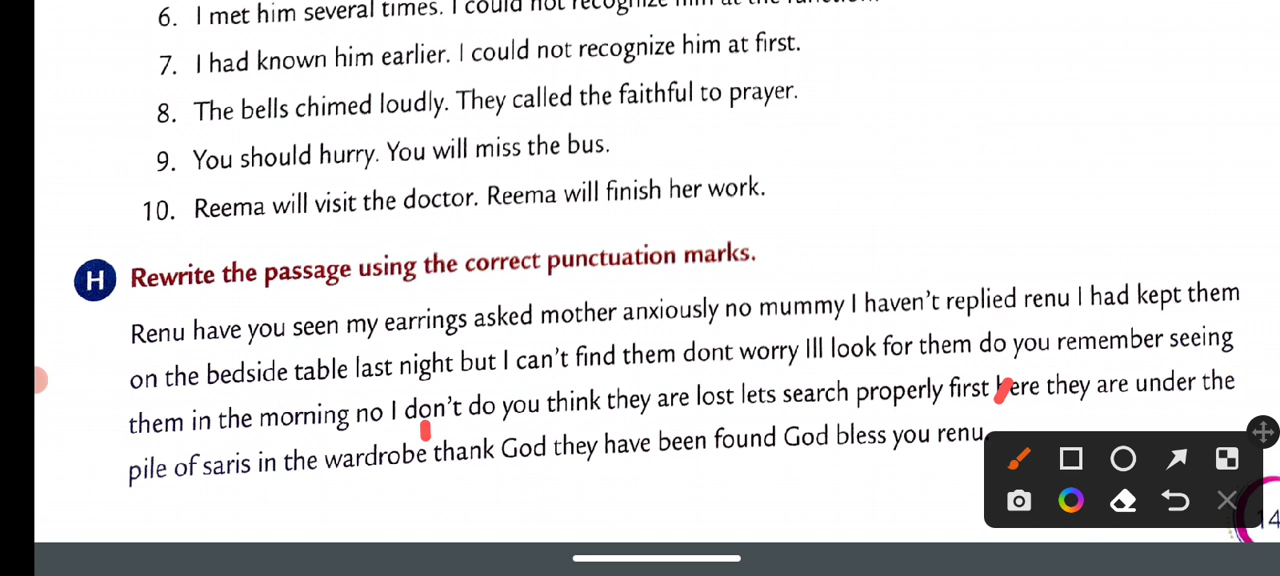 6. I met him several times. I could not recognize him at the function.
7. I had known him earlier. I could not recognize him at first.
8. The bells chimed loudly. They called the faithful to prayer.
9. You should hurry. You will miss the bus.
10. Reema will visit the doctor. Reema will finish her work.
H Rewrite the passage using the correct punctuation marks.
Renu have you seen my earrings asked mother anxiously no mummy I haven't replied renu I had kept them
on the bedside table last night but I can't find them dont worry Ill look for them do you remember seeing
them in the morning no I don't do you think they are lost lets search properly first here they are under the
pile of saris in the wardrobe thank God they have been found God bless you renu.
14